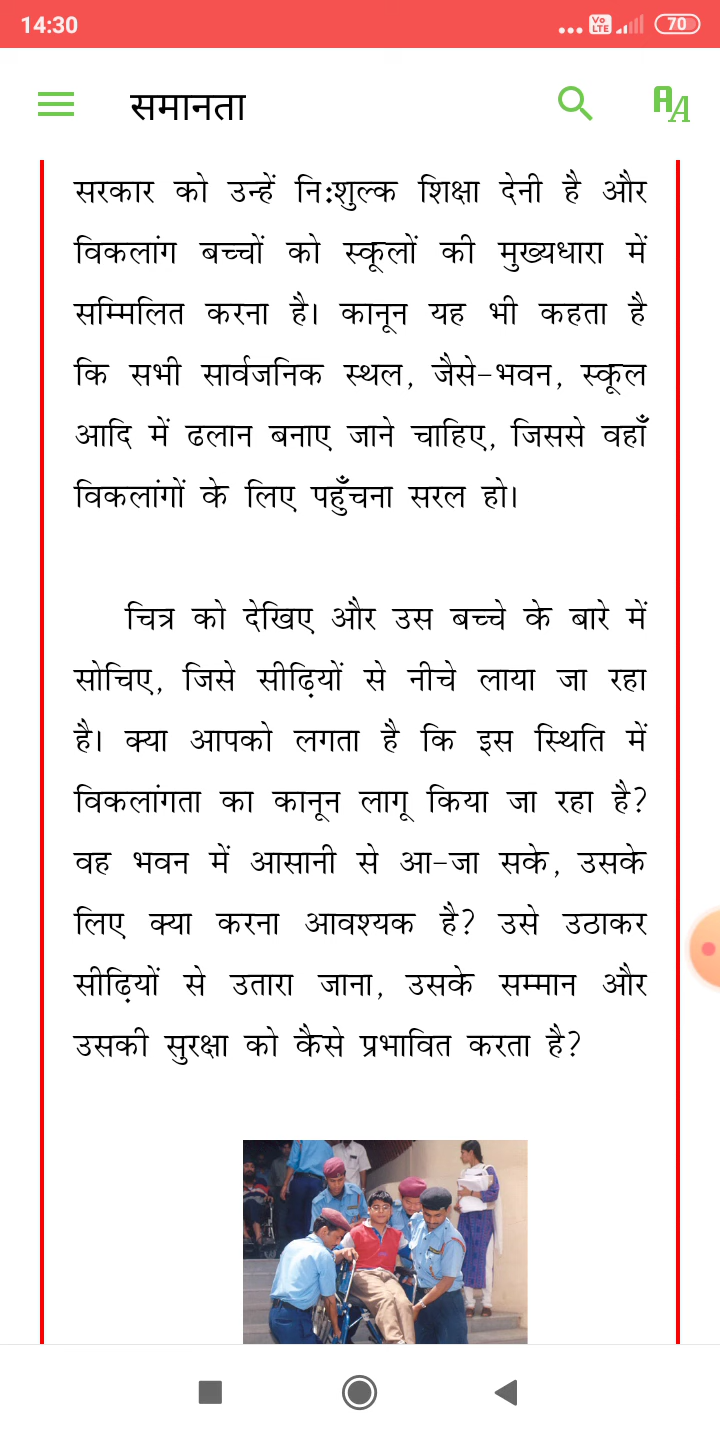 14:30
Vo LTE
70
समानता
सरकार को उन्हें नि:शुल्क शिक्षा देनी है और
विकलांग बच्चों को स्कूलों की मुख्यधारा में
सम्मिलित करना है। कानून यह भी कहता है
कि सभी सार्वजनिक स्थल, जैसे-भवन, स्कूल
आदि में ढलान बनाए जाने चाहिए, जिससे वहाँ
विकलांगों के लिए पहुँचना सरल हो।
चित्र को देखिए और उस बच्चे के बारे में
सोचिए, जिसे सीढ़ियों से नीचे लाया जा रहा
है। क्या आपको लगता है कि इस स्थिति में
विकलांगता का कानून लागू किया जा रहा है?
वह भवन में आसानी से आ-जा सके, उसके
लिए क्या करना आवश्यक है? उसे उठाकर
सीढ़ियों से उतारा जाना, उसके सम्मान और
उसकी सुरक्षा को कैसे प्रभावित करता है?